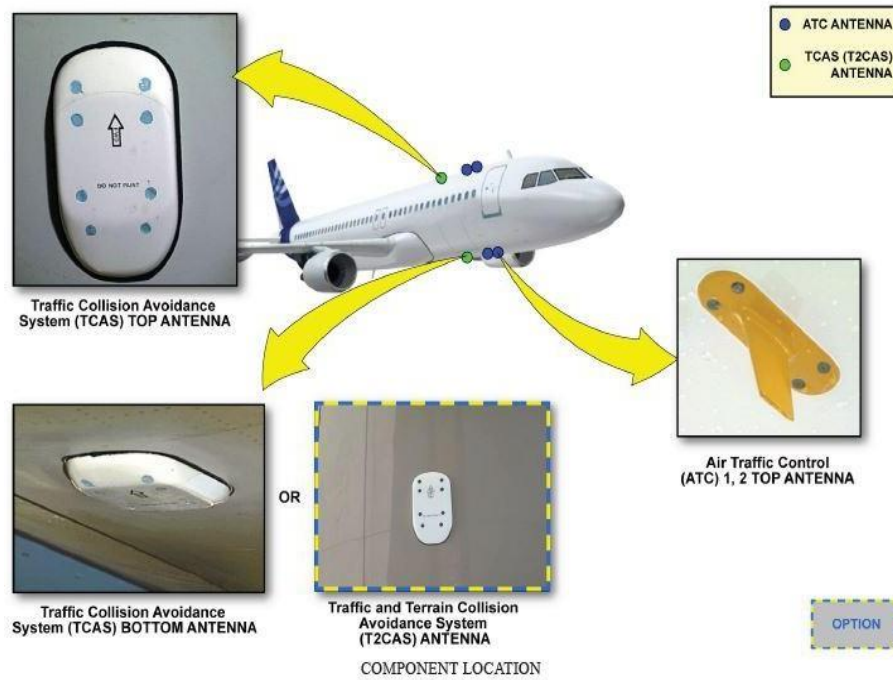 ATC ANTENNA
TCAS (T2CAS)
ANTENNA
DO NOT PAINT
Traffic Collision Avoidance
System (TCAS) TOP ANTENNA
Air Traffic Control
(ATC) 1, 2 TOP ANTENNA
OR
Traffic Collision Avoidance
System (TCAS) BOTTOM ANTENNA
Traffic and Terrain Collision
Avoidance System
(T2CAS) ANTENNA
OPTION
COMPONENT LOCATION